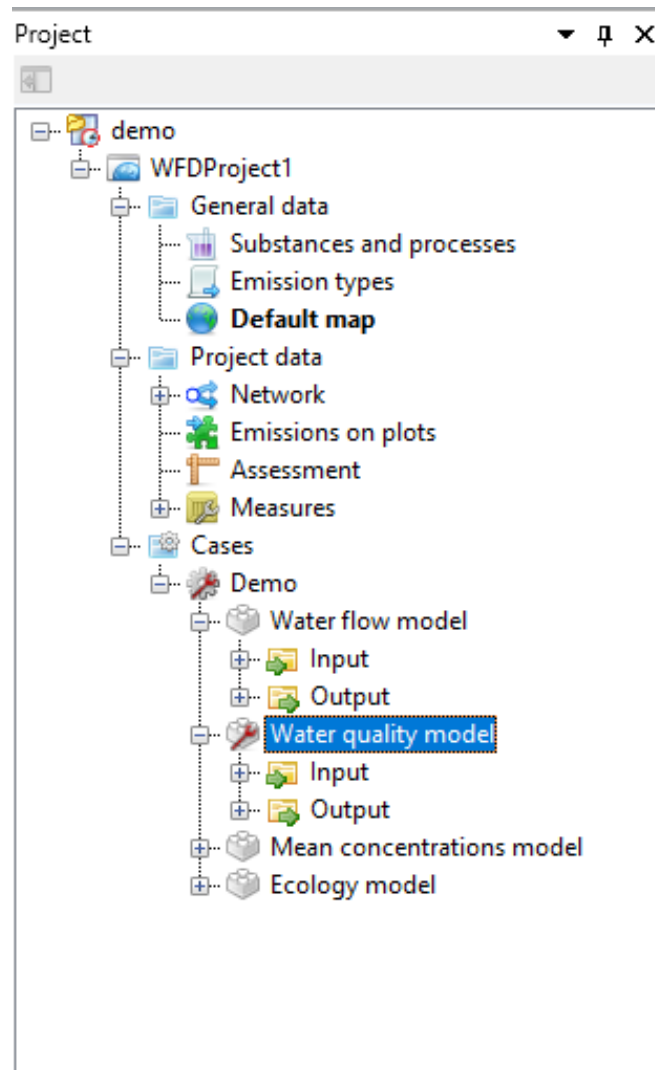 Project
demo
WFDProject1
General data
Substances and processes
Emission types
Default map
Project data
Network
Emissions on plots
Assessment
Measures
Cases
Demo
Water flow model
Input
Output
Water quality model
Input
Output
Mean concentrations model
Ecology model